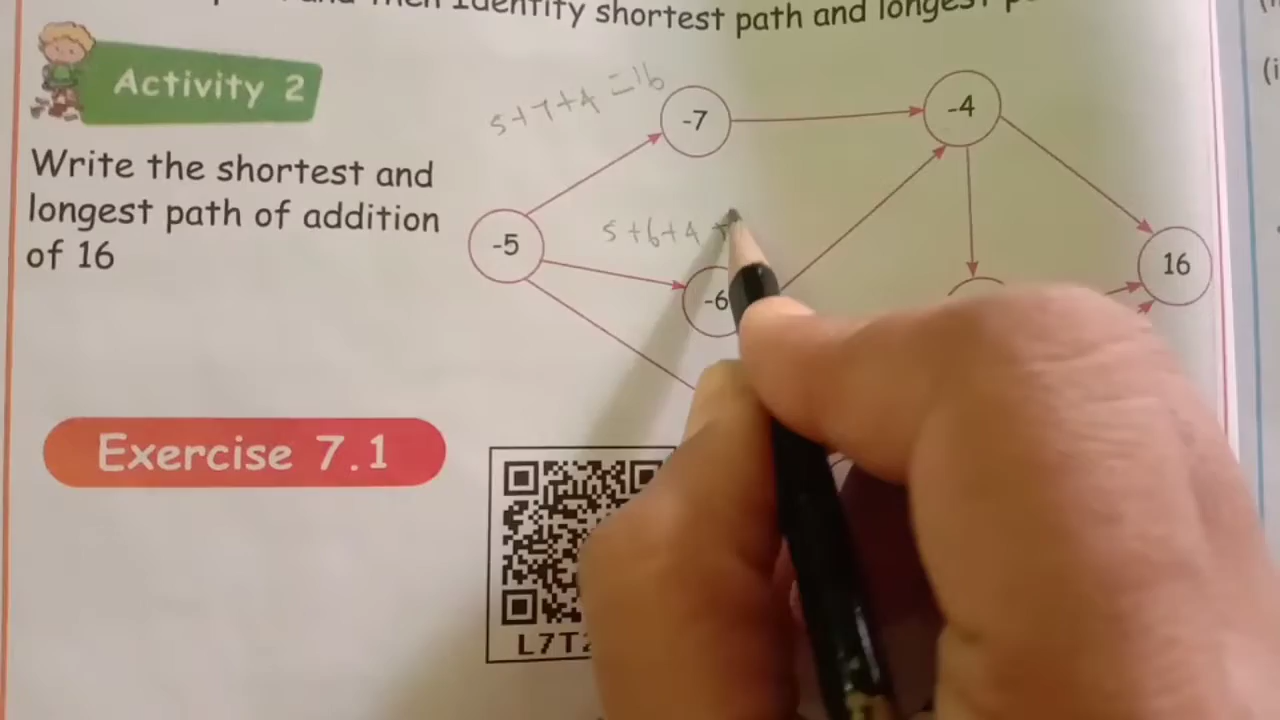 Identify shortest path and longest
Activity 2
Write the shortest and
longest path of addition
of 16
5+7+4 =16
-7
-4
5+6+4 +
-5
-6
16
Exercise 7.1
L7T